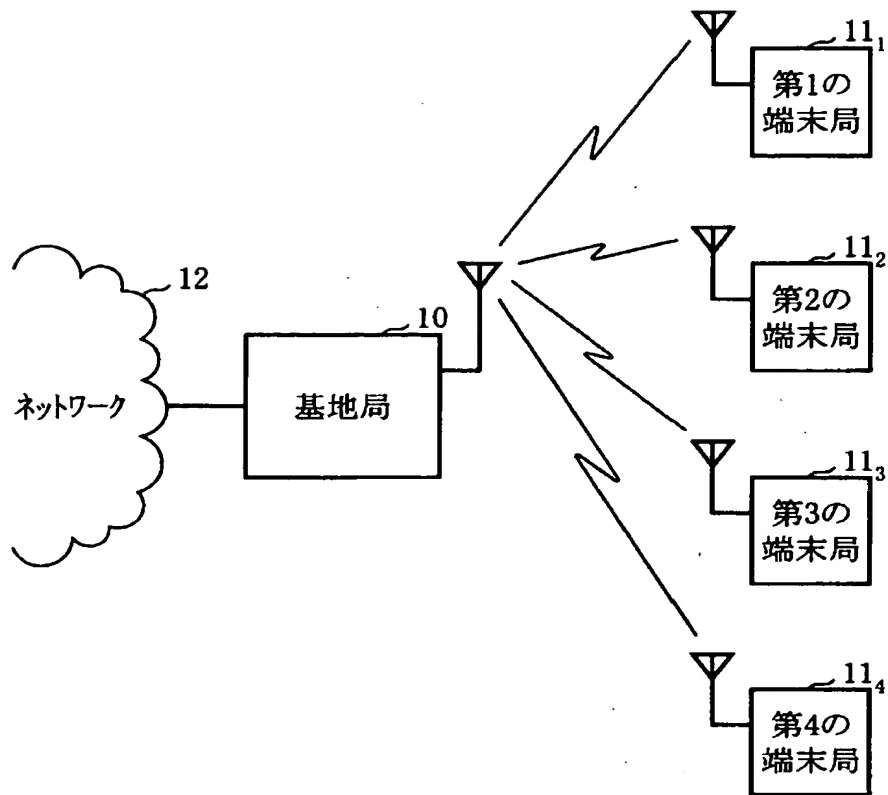 11₁
第1の
端末局
12
11₂
第2の
端末局
10
ネットワーク
基地局
11₃
第3の
端末局
11₄
第4の
端末局